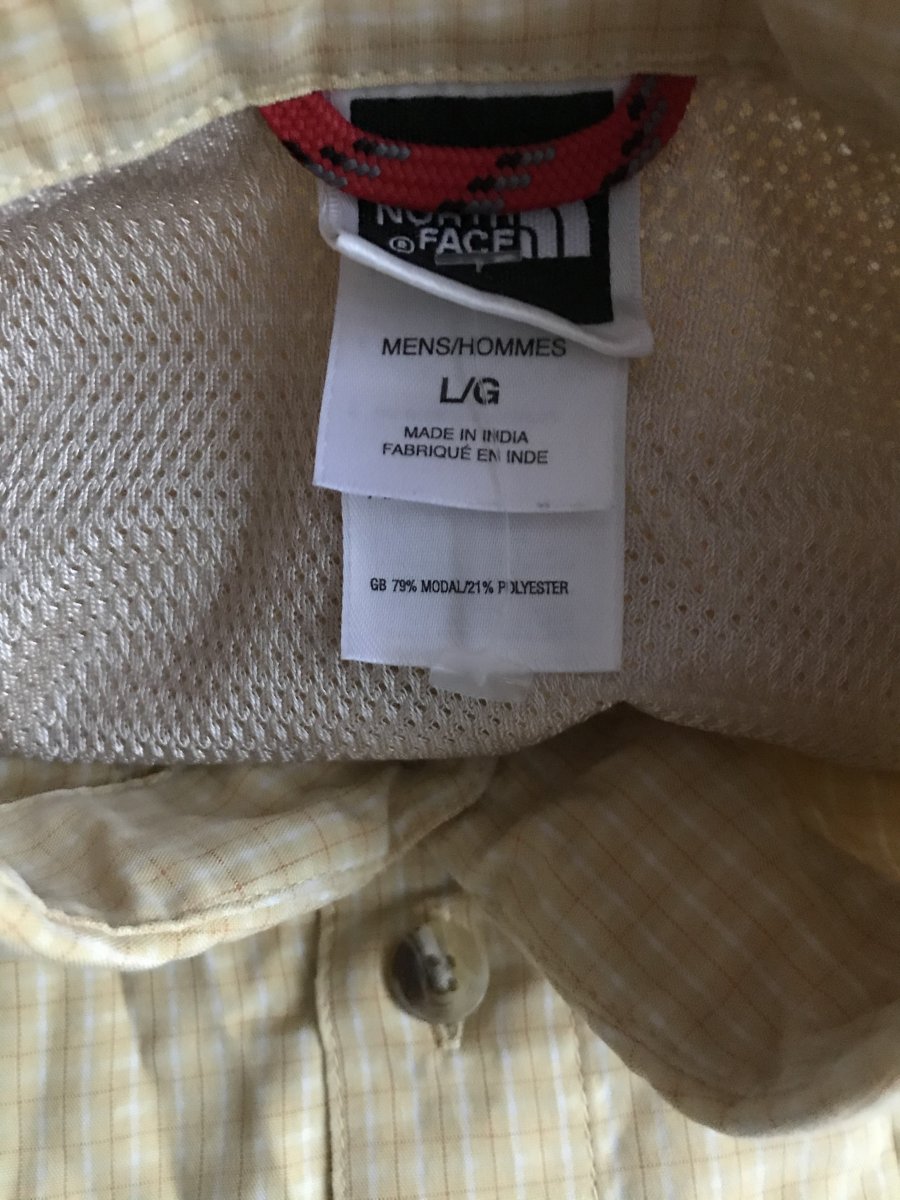 NORTH
® FACE
MENS/HOMMES
L/G
MADE IN INDIA
FABRIQUÉ EN INDE
GB 79% MODAL/21% POLYESTER